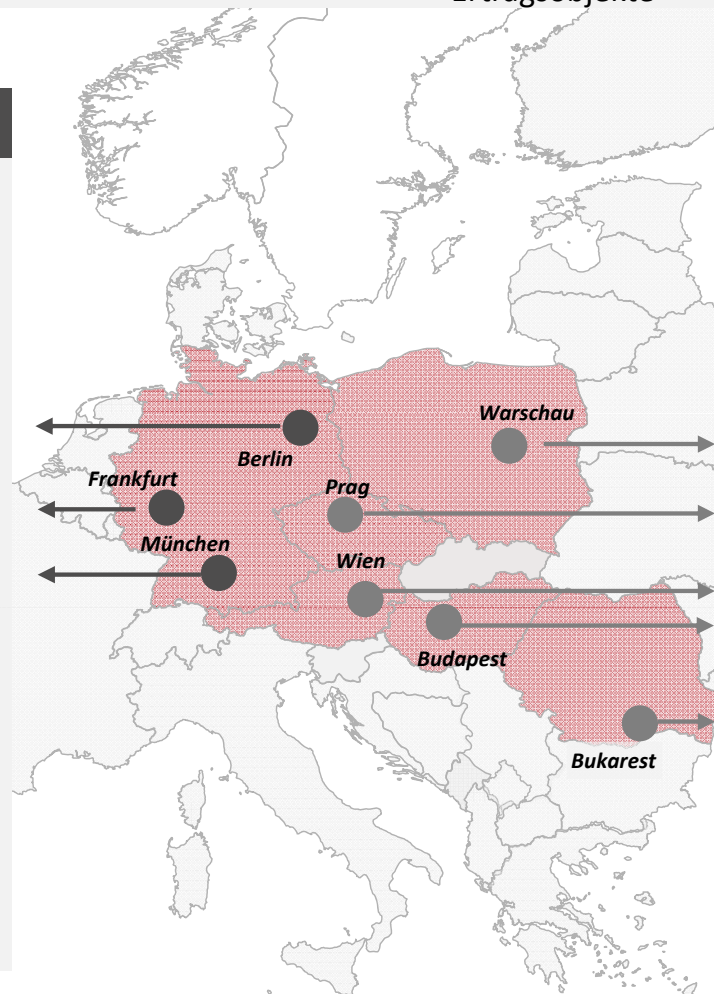 Ertragsobjekte
Warschau
Berlin
Frankfurt
Prag
München
Wien
Budapest
Bukarest